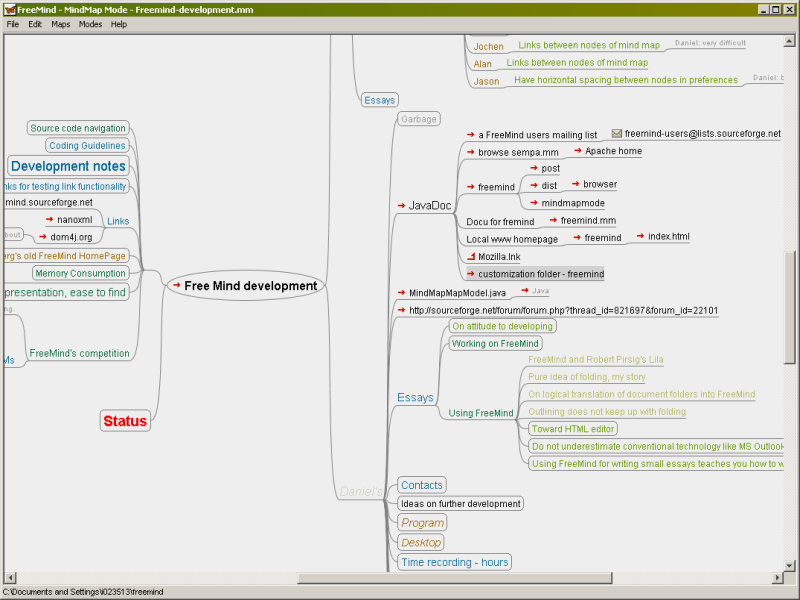 FreeMind - MindMap Mode - Freemind-development.mm
File Edit Maps Modes Help
Jochen Links between nodes of mind map Daniel: very difficult
Alan Links between nodes of mind map
Jason Have horizontal spacing between nodes in preferences Daniel:
Essays
Garbage
Source code navigation
Coding Guidelines
Development notes
nks for testing link functionality
mind.sourceforge.net
nanoxml
Links
bout
dom4j.org
erg's old FreeMind HomePage
Memory Consumption
presentation, ease to find
ng.
FreeMind's competition
Ms
Free Mind development
Status
a FreeMind users mailing list freemind-users@lists.sourceforge.net
browse sempa.mm Apache home
post
freemind dist browser
mindmapmode
JavaDoc
Docu for fremind freemind.mm
Local www homepage freemind index.html
Mozilla.lnk
customization folder - freemind
MindMapMapModel.java Java
http://sourceforge.net/forum/forum.php?thread_id=821697&forum_id=22101
On attitude to developing
Working on FreeMind
Essays
FreeMind and Robert Pirsig's Lila
Pure idea of folding, my story
On logical translation of document folders into FreeMind
Using FreeMind
Outlining does not keep up with folding
Toward HTML editor
Do not underestimate conventional technology like MS Outlook
Using FreeMind for writing small essays teaches you how to w
Daniel's
Contacts
Ideas on further development
Program
Desktop
Time recording - hours
C:\Documents and Settings\i023513\freemind